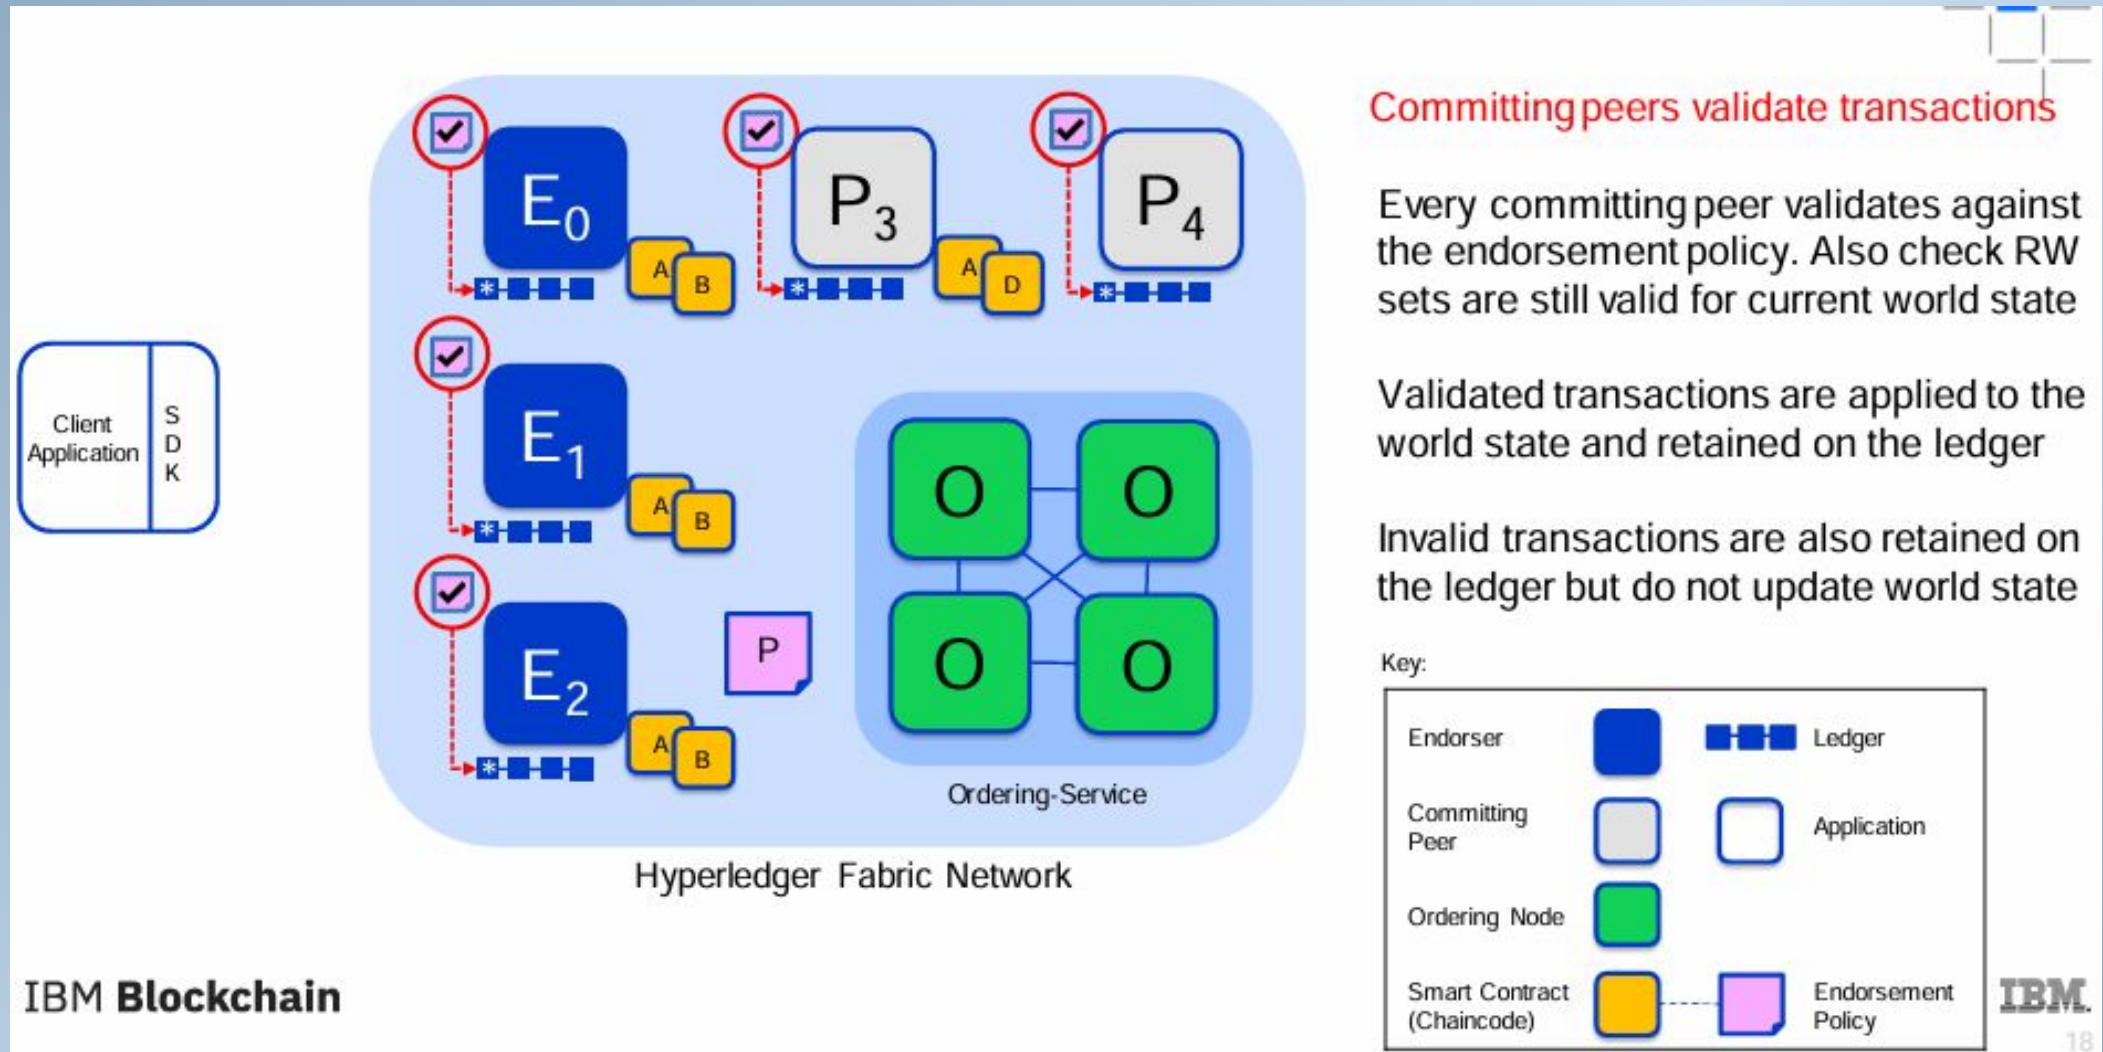 Committing peers validate transactions
Every committing peer validates against
the endorsement policy. Also check RW
sets are still valid for current world state
Validated transactions are applied to the
world state and retained on the ledger
Invalid transactions are also retained on
the ledger but do not update world state
Client
Application
S
D
K
E0
A
B
*
P3
A
D
*
P4
*
E1
A
B
*
E2
A
B
*
P
O
O
O
O
Ordering-Service
Hyperledger Fabric Network
Key:
Endorser
Ledger
Committing
Peer
Application
Ordering Node
Smart Contract
(Chaincode)
Endorsement
Policy
IBM Blockchain
IBM.
18